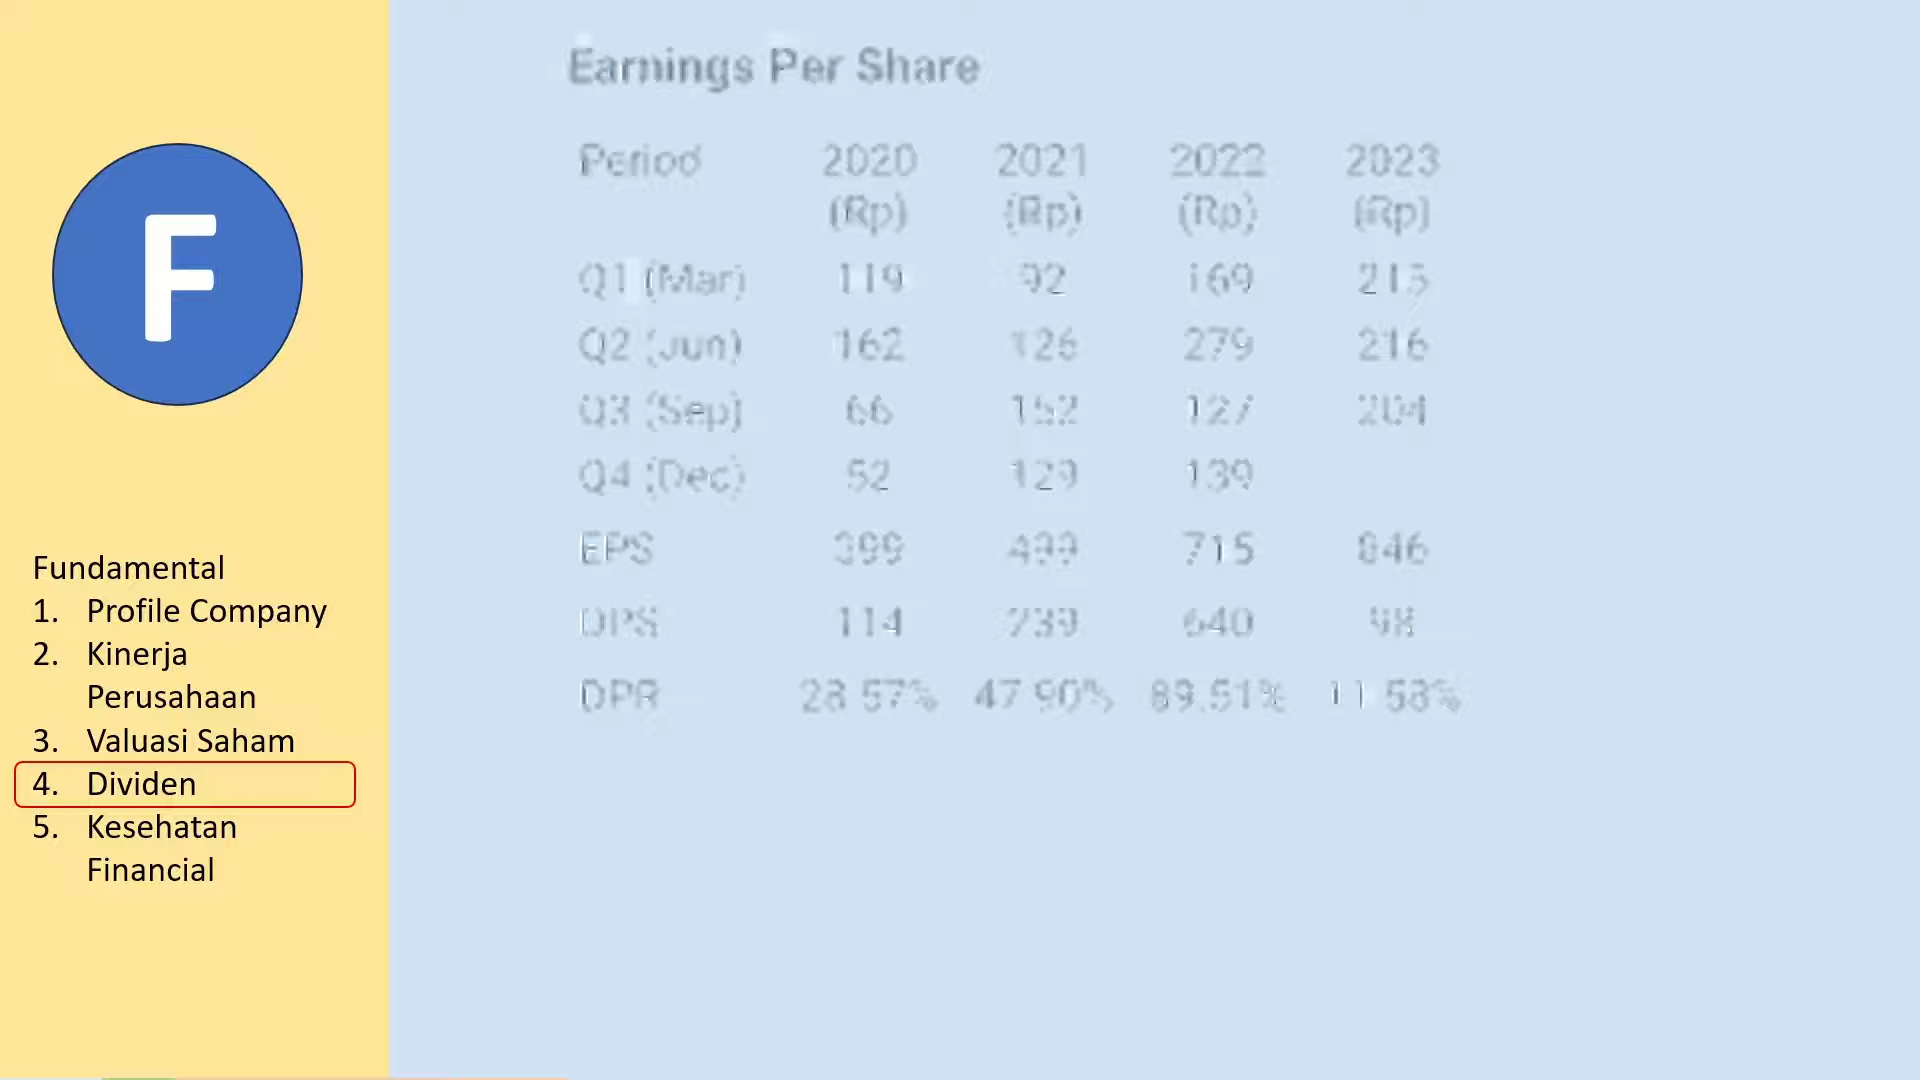 F
Fundamental
1. Profile Company
2. Kinerja
Perusahaan
3. Valuasi Saham
4. Dividen
5. Kesehatan
Financial
Earnings Per Share
Period 2020 2021 2022 2023
(Rp) (Rp) (Rp) (Rp)
Q1 (Mar) 119 92 169 215
Q2 (Jun) 162 126 279 216
Q3 (Sep) 66 152 127 204
Q4 (Dec) 52 129 139
EPS 399 499 715 846
DPS 114 239 640 98
DPR 28.57% 47.90% 89.51% 11.58%